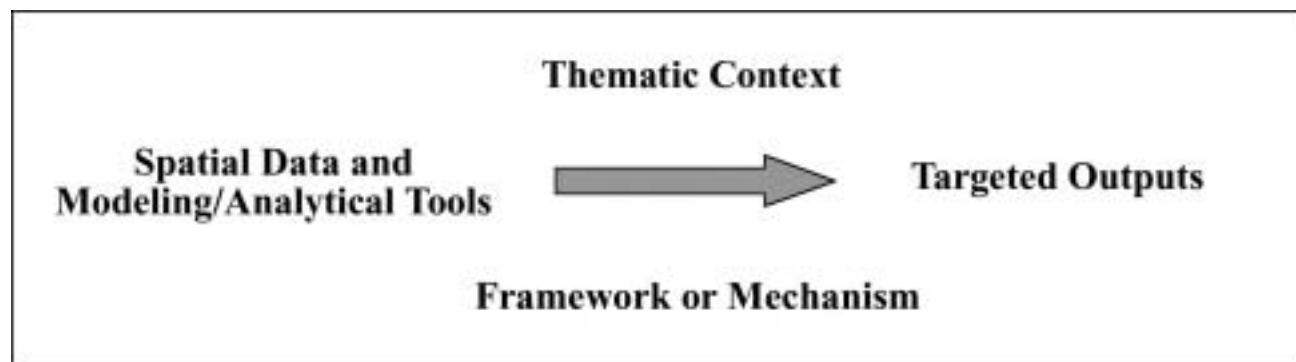 Thematic Context
Spatial Data and
Modeling/Analytical Tools
Targeted Outputs
Framework or Mechanism